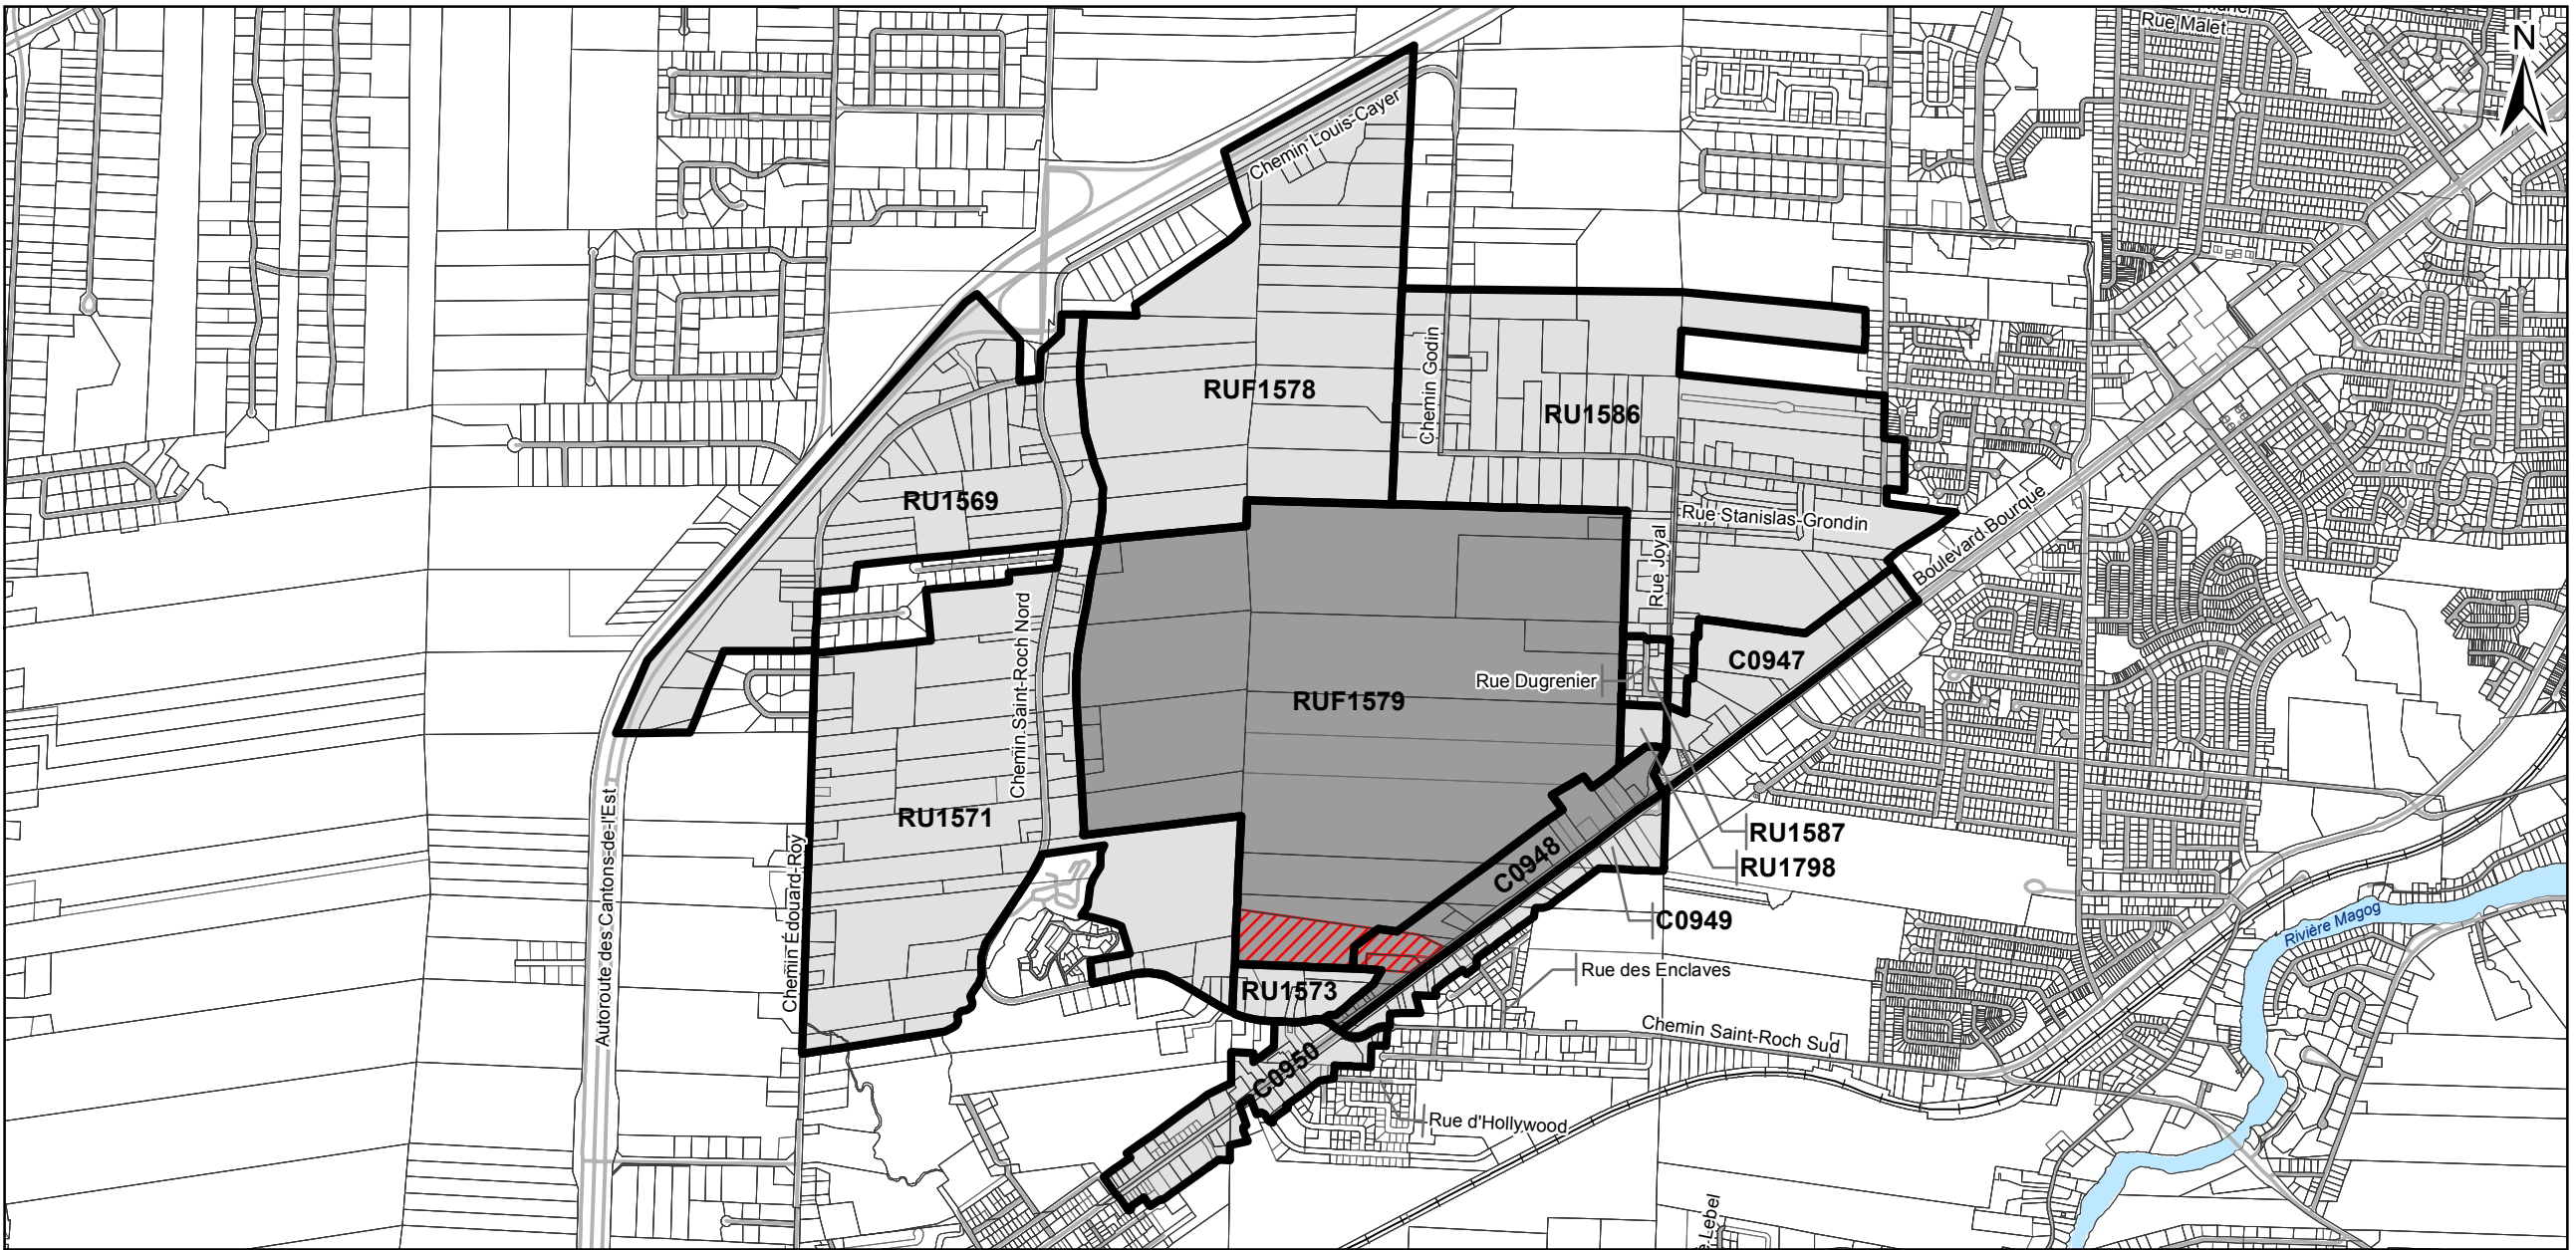 Rue Malet
N
Chemin Louis-Cayer
Chemin Godin
RUF1578
RU1586
RU1569
Rue Stanislas-Grondin
Boulevard Bourque
Rue Joyal
Chemin Saint-Roch Nord
C0947
Rue Dugrenier
RUF1579
RU1571
RU1587
C0948
RU1798
Autoroute des Cantons-de-l'Est
Chemin Édouard-Roy
C0949
Rivière Magog
Rue des Enclaves
RU1573
Chemin Saint-Roch Sud
C0950
Rue d'Hollywood